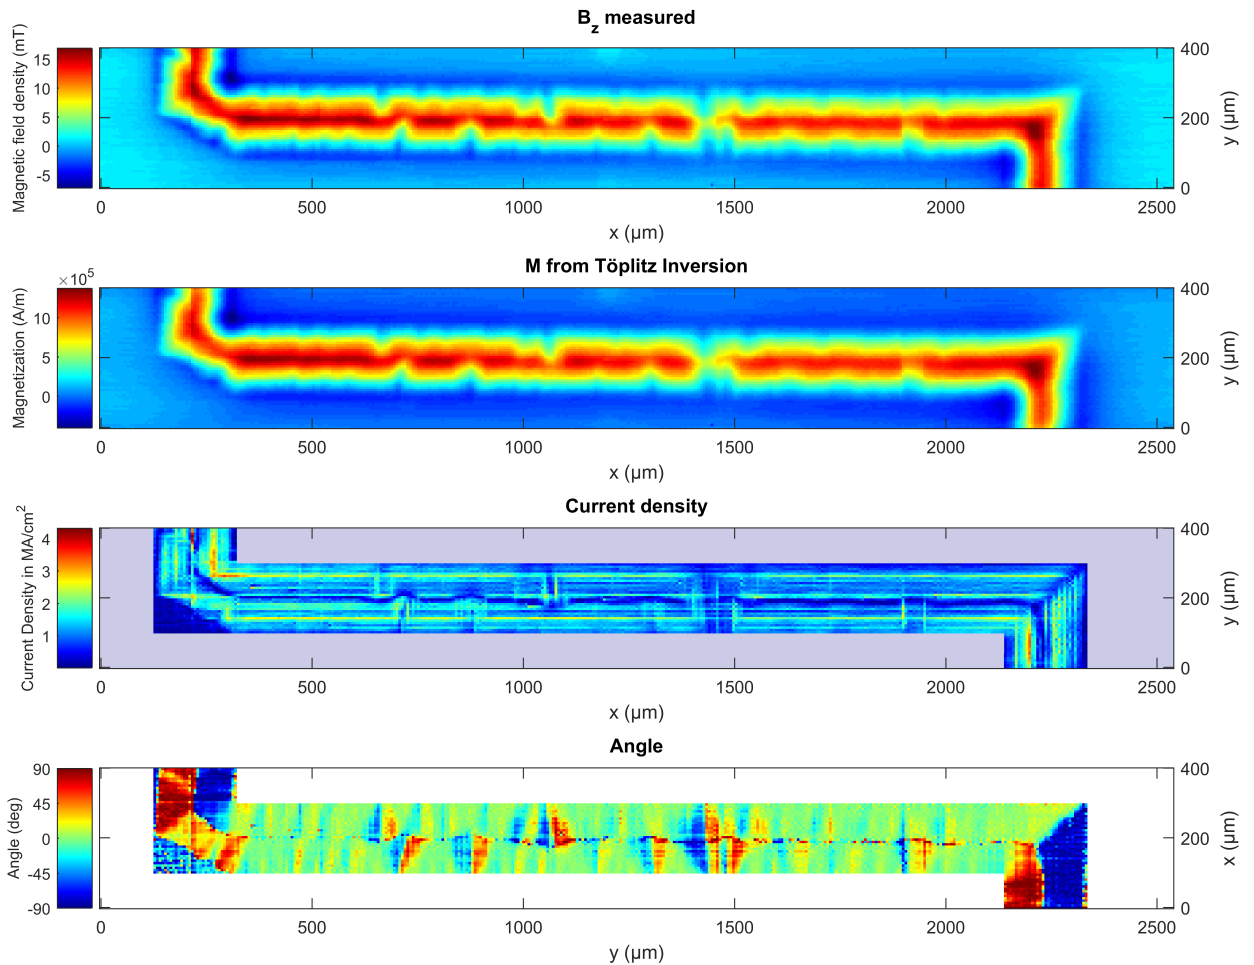 B_z measured
Magnetic field density (mT)
15
10
5
0
-5
400
200
0
y (µm)
0 500 1000 1500 2000 2500
x (µm)
M from Töplitz Inversion
×10^5
Magnetization (A/m)
10
5
0
400
200
0
y (µm)
0 500 1000 1500 2000 2500
x (µm)
Current density
Current Density in MA/cm^2
4
3
2
1
400
200
0
y (µm)
0 500 1000 1500 2000 2500
x (µm)
Angle
Angle (deg)
90
45
0
-45
-90
400
200
0
x (µm)
0 500 1000 1500 2000 2500
y (µm)